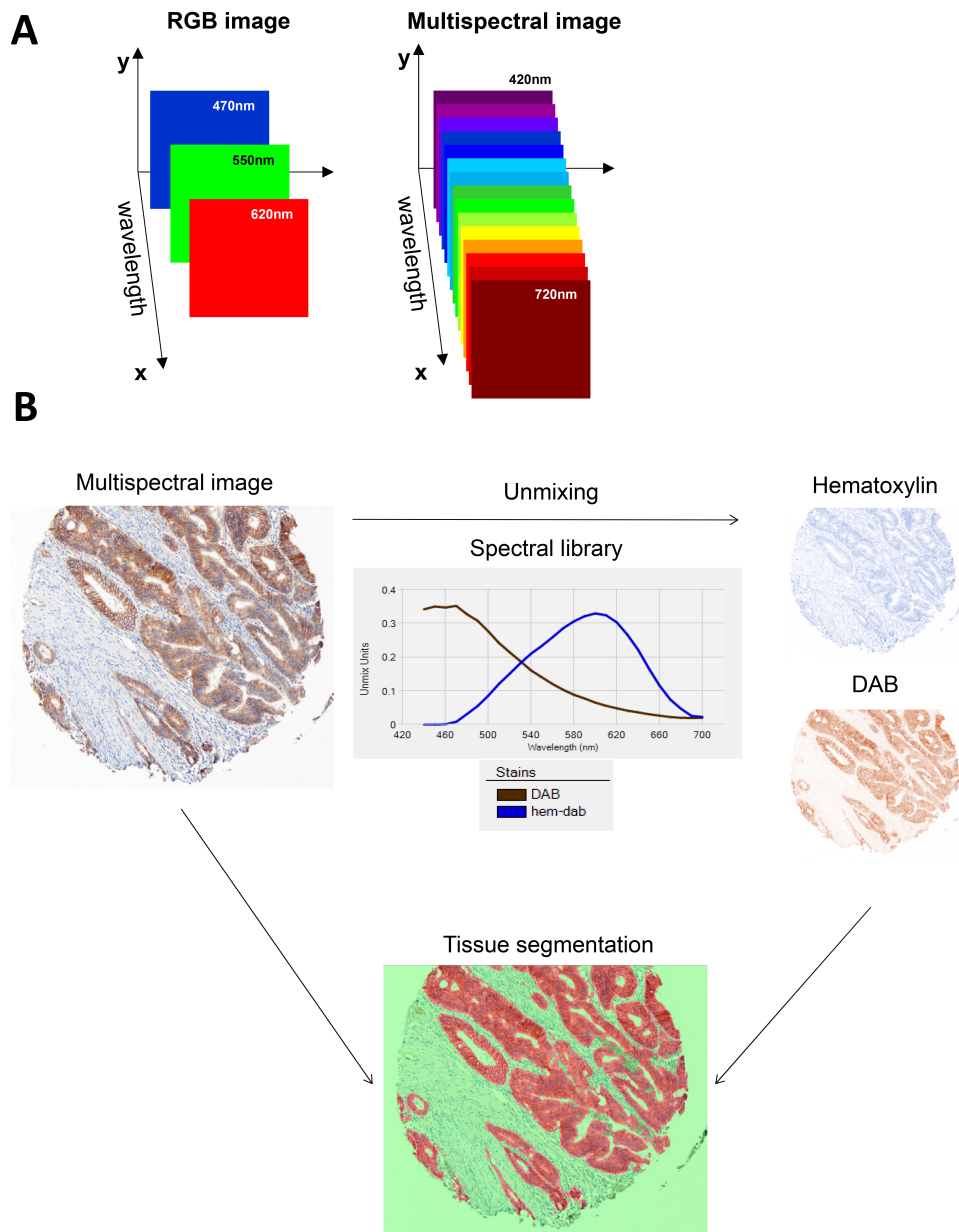 A
RGB image
Multispectral image
y
470nm
550nm
620nm
wavelength
x
y
420nm
720nm
wavelength
x
B
Multispectral image
Unmixing
Hematoxylin
Spectral library
0.4
0.3
0.2
0.1
0
Unmix Units
420 460 500 540 580 620 660 700
Wavelength (nm)
Stains
DAB
hem-dab
DAB
Tissue segmentation